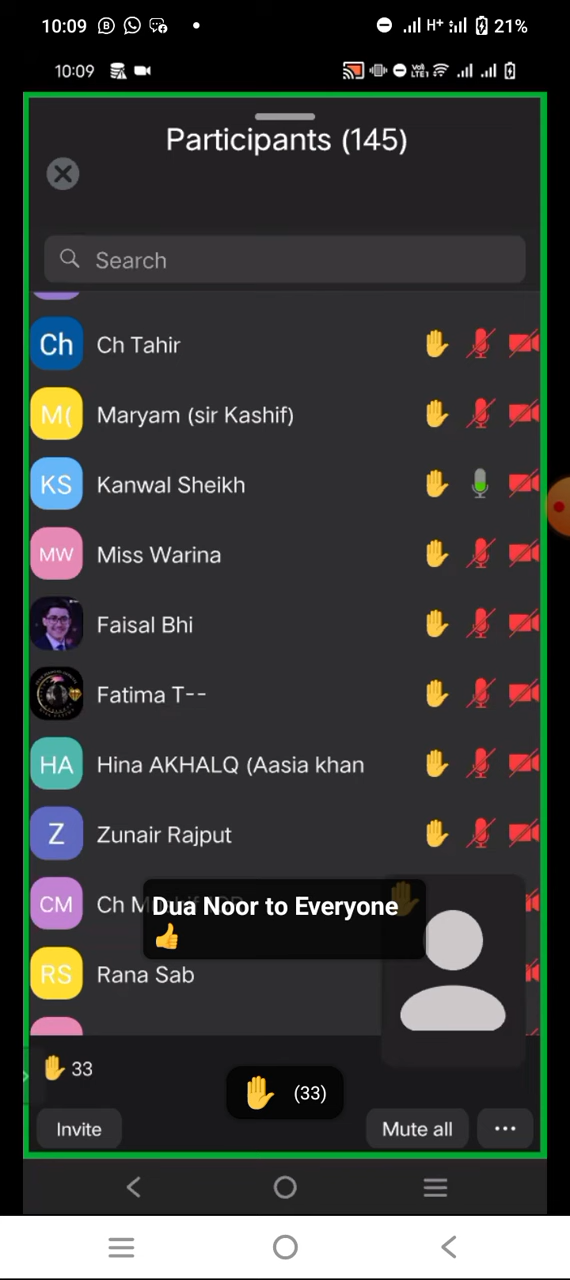 10:09
H+
21%
10:09
Vo)
LTE1
Participants (145)
Search
Ch
Ch Tahir
M(
Maryam (sir Kashif)
KS
Kanwal Sheikh
MW
Miss Warina
Faisal Bhi
Fatima T--
HA
Hina AKHALQ (Aasia khan
Z
Zunair Rajput
CM
Ch M
Dua Noor to Everyone
👍
RS
Rana Sab
33
(33)
Invite
Mute all